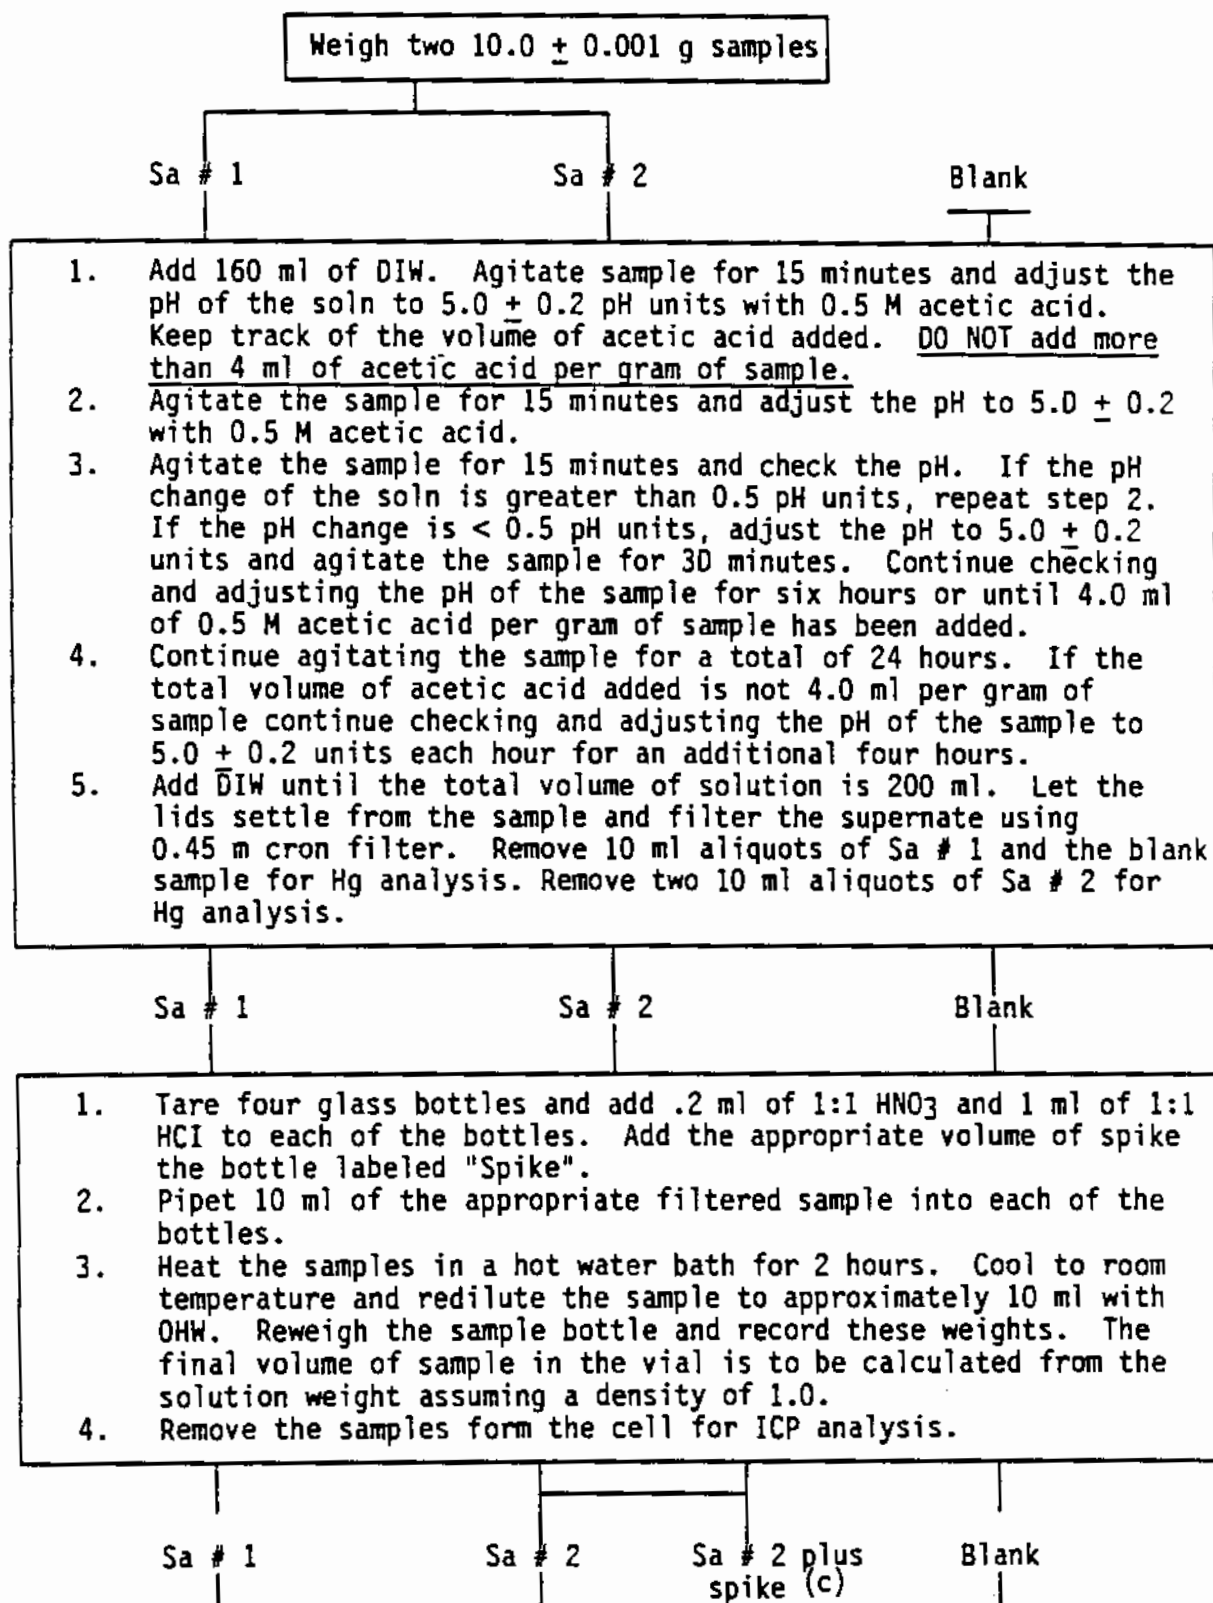 Weigh two 10.0 ± 0.001 g samples
Sa # 1 Sa # 2 Blank
1. Add 160 ml of DIW. Agitate sample for 15 minutes and adjust the
pH of the soln to 5.0 ± 0.2 pH units with 0.5 M acetic acid.
Keep track of the volume of acetic acid added. DO NOT add more
than 4 ml of acetic acid per gram of sample.
2. Agitate the sample for 15 minutes and adjust the pH to 5.0 ± 0.2
with 0.5 M acetic acid.
3. Agitate the sample for 15 minutes and check the pH. If the pH
change of the soln is greater than 0.5 pH units, repeat step 2.
If the pH change is < 0.5 pH units, adjust the pH to 5.0 ± 0.2
units and agitate the sample for 30 minutes. Continue checking
and adjusting the pH of the sample for six hours or until 4.0 ml
of 0.5 M acetic acid per gram of sample has been added.
4. Continue agitating the sample for a total of 24 hours. If the
total volume of acetic acid added is not 4.0 ml per gram of
sample continue checking and adjusting the pH of the sample to
5.0 ± 0.2 units each hour for an additional four hours.
5. Add DIW until the total volume of solution is 200 ml. Let the
lids settle from the sample and filter the supernate using
0.45 m cron filter. Remove 10 ml aliquots of Sa # 1 and the blank
sample for Hg analysis. Remove two 10 ml aliquots of Sa # 2 for
Hg analysis.
Sa # 1 Sa # 2 Blank
1. Tare four glass bottles and add .2 ml of 1:1 HNO3 and 1 ml of 1:1
HCI to each of the bottles. Add the appropriate volume of spike
the bottle labeled "Spike".
2. Pipet 10 ml of the appropriate filtered sample into each of the
bottles.
3. Heat the samples in a hot water bath for 2 hours. Cool to room
temperature and redilute the sample to approximately 10 ml with
OHW. Reweigh the sample bottle and record these weights. The
final volume of sample in the vial is to be calculated from the
solution weight assuming a density of 1.0.
4. Remove the samples form the cell for ICP analysis.
Sa # 1 Sa # 2 Sa # 2 plus Blank
spike (c)